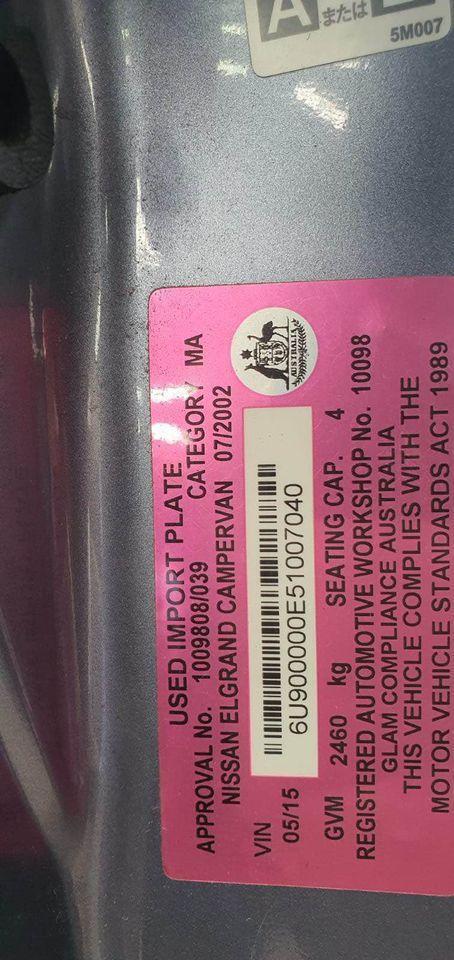 A または
5M007
USED IMPORT PLATE
APPROVAL No. 1009808/039 CATEGORY MA
NISSAN ELGRAND CAMPERVAN 07/2002
AUSTRALIA
VIN
05/15 6U900000E51007040
GVM 2460 kg SEATING CAP. 4
REGISTERED AUTOMOTIVE WORKSHOP No. 10098
GLAM COMPLIANCE AUSTRALIA
THIS VEHICLE COMPLIES WITH THE
MOTOR VEHICLE STANDARDS ACT 1989